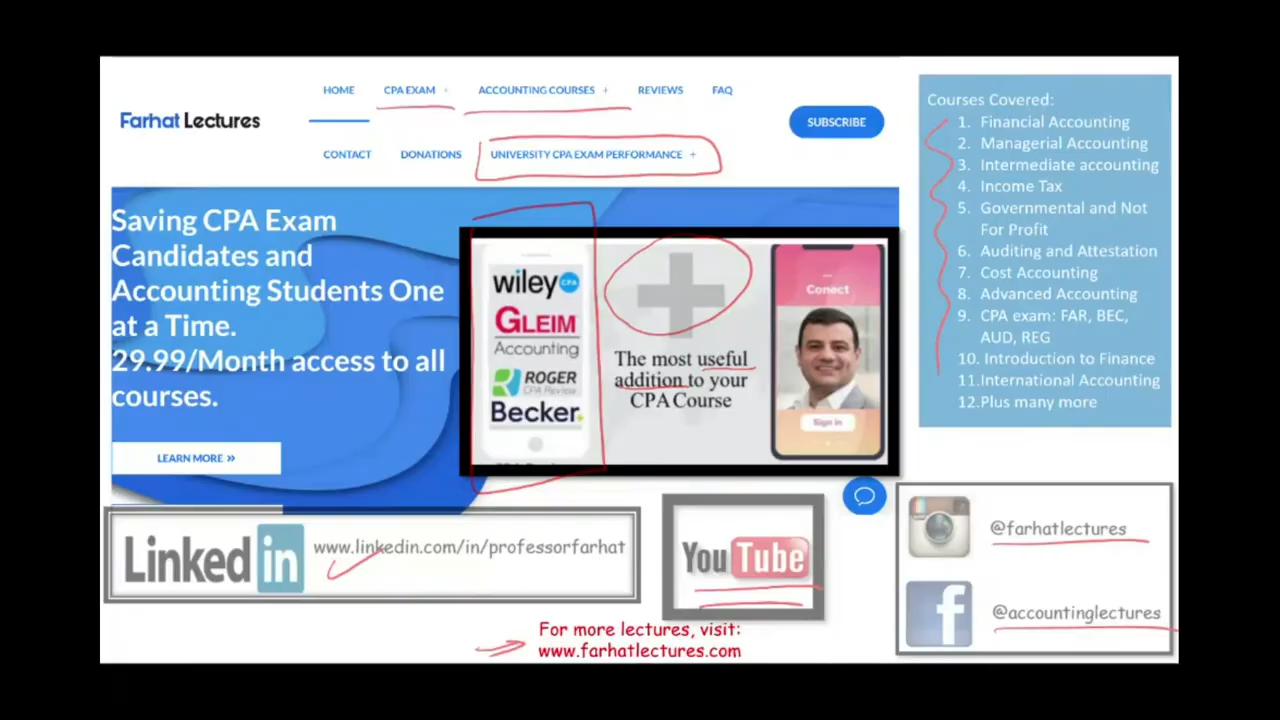 HOME
CPA EXAM +
ACCOUNTING COURSES +
REVIEWS
FAQ
Farhat Lectures
SUBSCRIBE
CONTACT
DONATIONS
UNIVERSITY CPA EXAM PERFORMANCE +
Saving CPA Exam
Candidates and
Accounting Students One
at a Time.
29.99/Month access to all
courses.
LEARN MORE »
wiley CPA
GLEIM
Accounting
ROGER
CPA Review
Becker.
The most useful
addition to your
CPA Course
Conect
Sign in
Courses Covered:
1. Financial Accounting
2. Managerial Accounting
3. Intermediate accounting
4. Income Tax
5. Governmental and Not
For Profit
6. Auditing and Attestation
7. Cost Accounting
8. Advanced Accounting
9. CPA exam: FAR, BEC,
AUD, REG
10. Introduction to Finance
11.International Accounting
12.Plus many more
Linked in
www.linkedin.com/in/professorfarhat
You Tube
@farhatlectures
f
@accountinglectures
For more lectures, visit:
www.farhatlectures.com